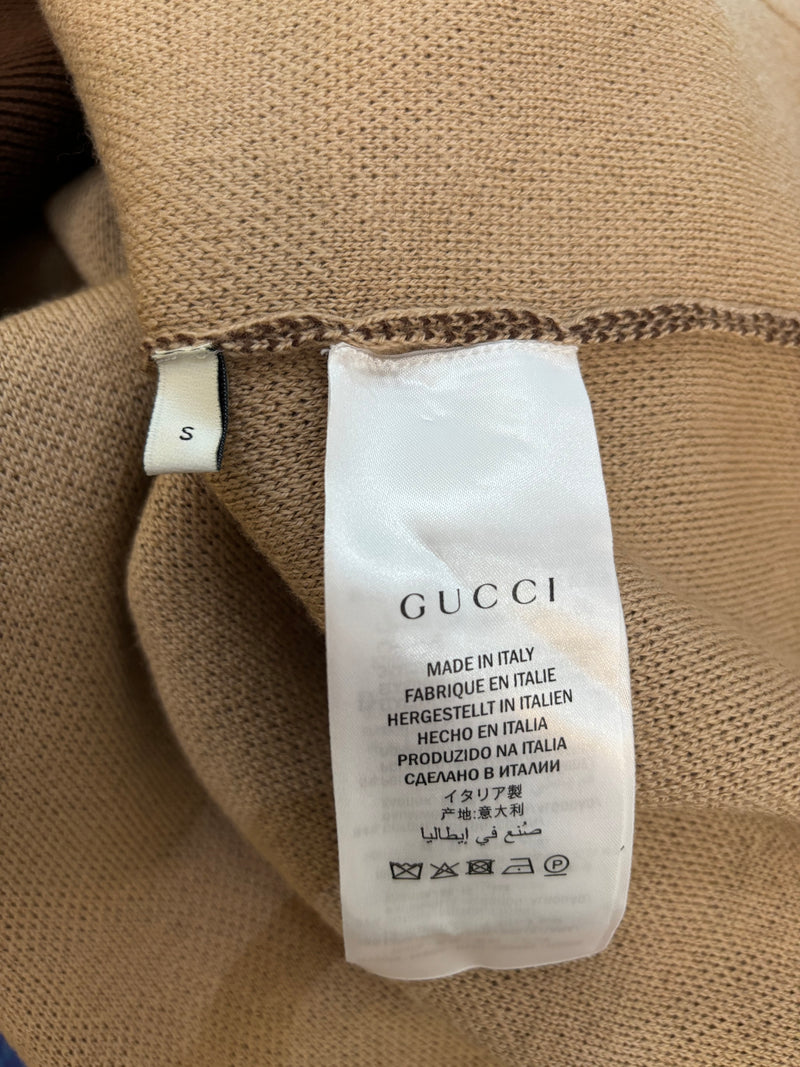 S
GUCCI
MADE IN ITALY
FABRIQUE EN ITALIE
HERGESTELLT IN ITALIEN
HECHO EN ITALIA
PRODUZIDO NA ITALIA
СДЕЛАНО В ИТАЛИИ
イタリア製
产地:意大利
صُنع في إيطاليا
P